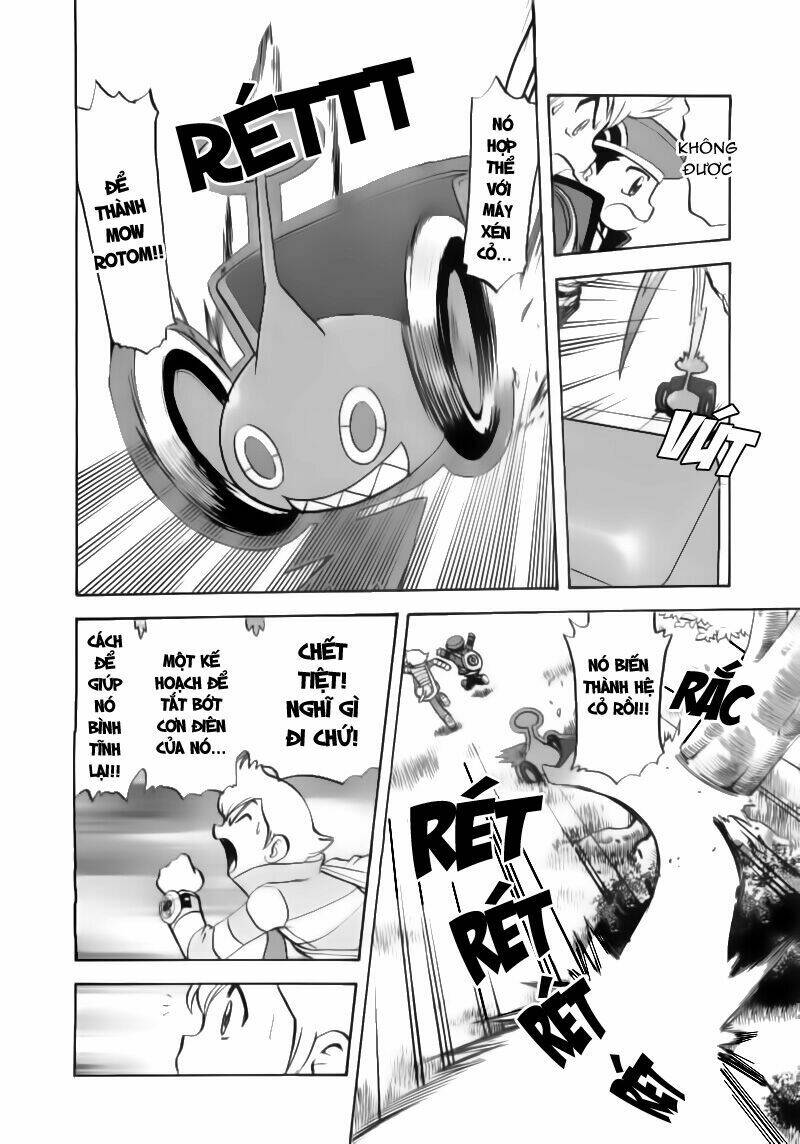 KHÔNG
ĐƯỢC
VÚT
NÓ
HỢP
THỂ
VỚI
MÁY
XÉN
CỎ...
RÉTTT
ĐỂ
THÀNH
MOW
ROTOM!!
RẮC
NÓ BIẾN
THÀNH HỆ
CỎ RỒI!!!
RÉT
RÉT
RÉT
RÉT
CHẾT
TIỆT!
NGHĨ GÌ
ĐI CHỨ!
MỘT KẾ
HOẠCH ĐỂ
TẮT BỚT
CƠN ĐIÊN
CỦA NÓ...
CÁCH
ĐỂ
GIÚP
NÓ
BÌNH
TĨNH
LẠI!!!